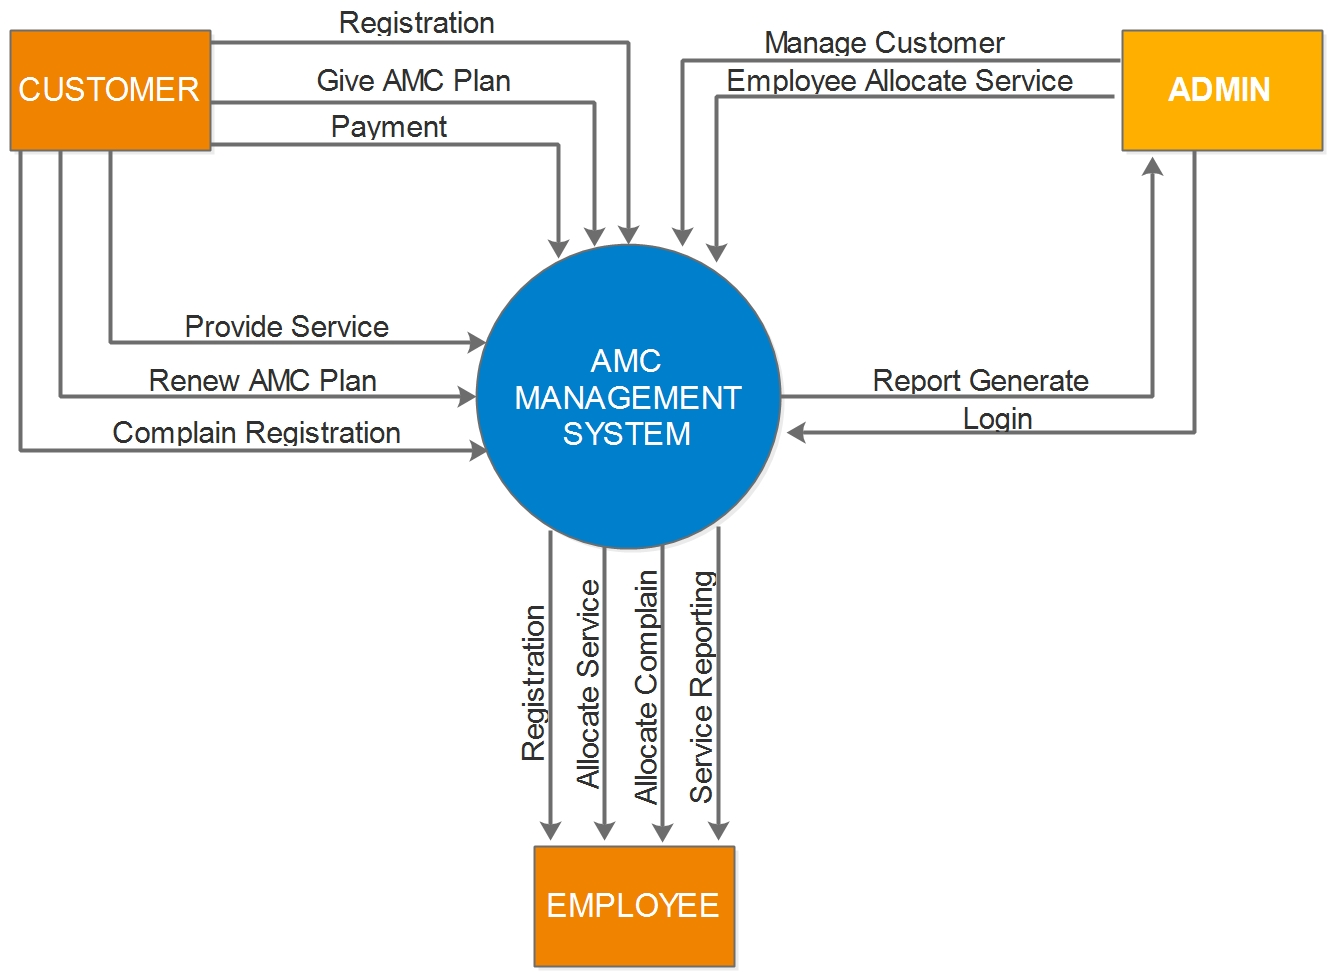 Registration
Manage Customer
Give AMC Plan
Employee Allocate Service
CUSTOMER
ADMIN
Payment
Provide Service
Renew AMC Plan
Complain Registration
AMC
MANAGEMENT
SYSTEM
Report Generate
Login
Registration
Allocate Service
Allocate Complain
Service Reporting
EMPLOYEE